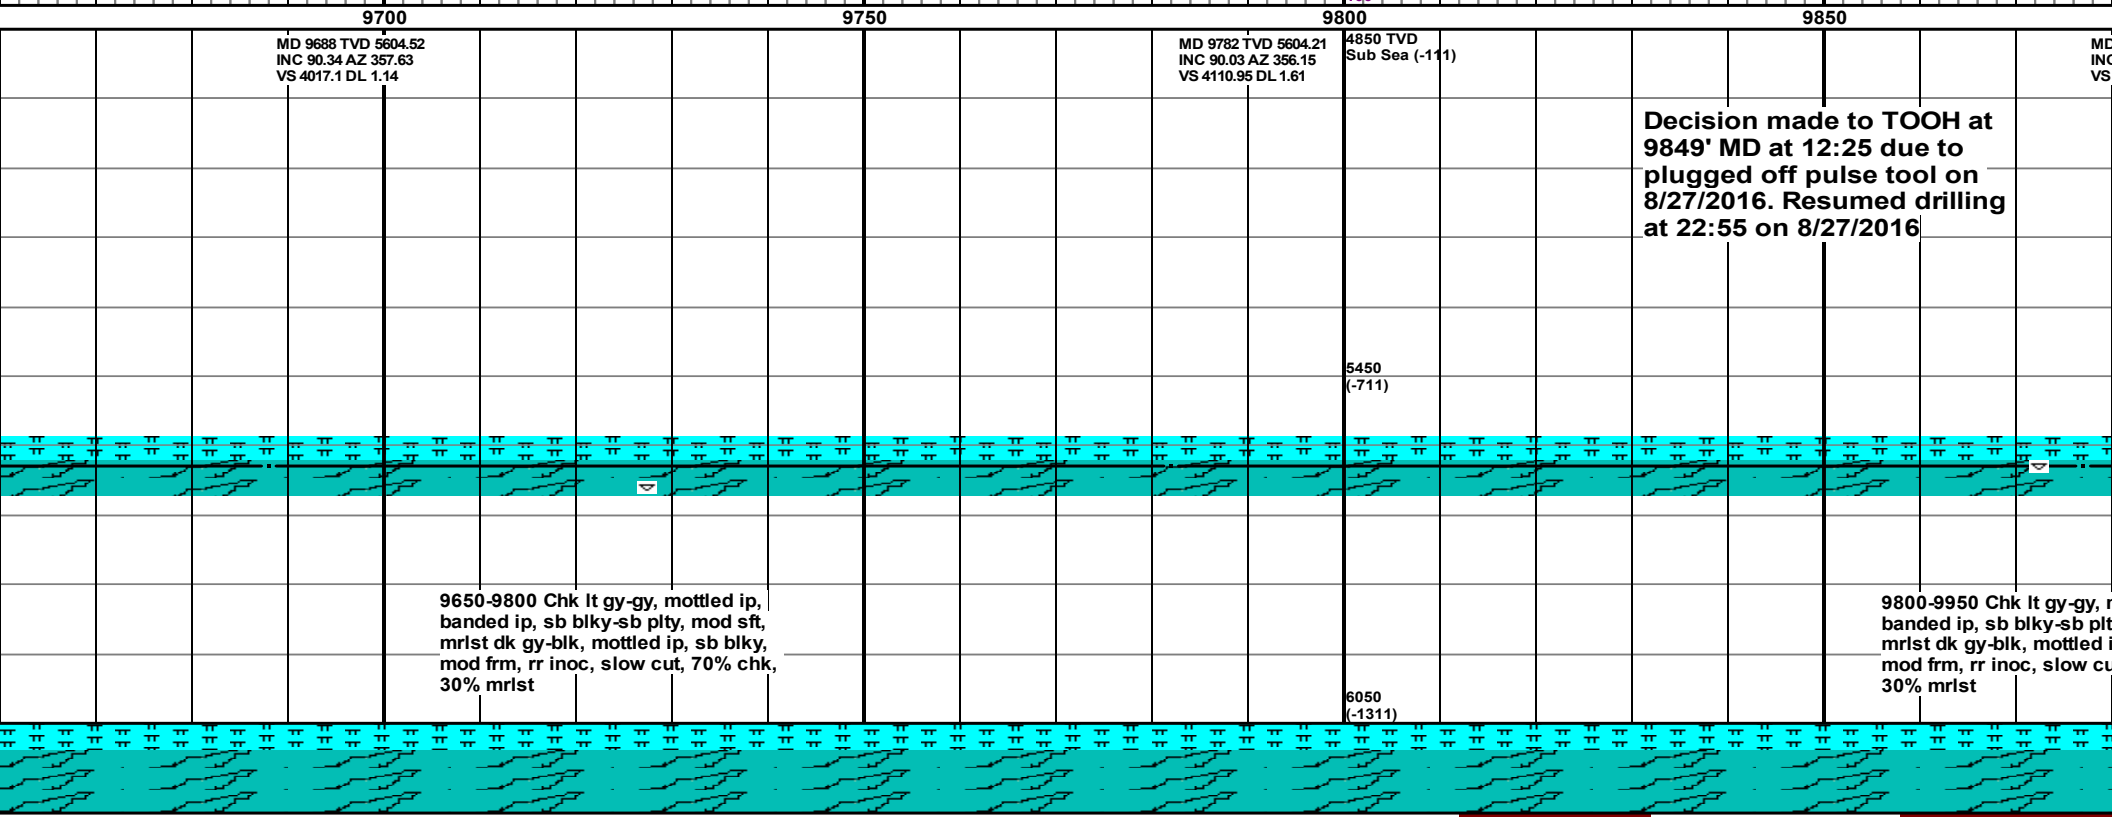 9700 9750 9800 9850
MD 9688 TVD 5604.52
INC 90.34 AZ 357.63
VS 4017.1 DL 1.14
MD 9782 TVD 5604.21
INC 90.03 AZ 356.15
VS 4110.95 DL 1.61
4850 TVD
Sub Sea (-111)
MD
INC
VS
Decision made to TOOH at
9849' MD at 12:25 due to
plugged off pulse tool on
8/27/2016. Resumed drilling
at 22:55 on 8/27/2016
5450
(-711)
9650-9800 Chk lt gy-gy, mottled ip,
banded ip, sb blky-sb plty, mod sft,
mrlst dk gy-blk, mottled ip, sb blky,
mod frm, rr inoc, slow cut, 70% chk,
30% mrlst
9800-9950 Chk lt gy-gy,
banded ip, sb blky-sb plt
mrlst dk gy-blk, mottled i
mod frm, rr inoc, slow cu
30% mrlst
6050
(-1311)